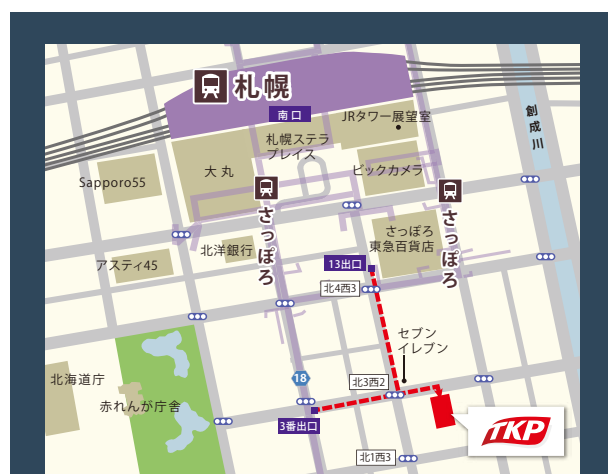 札幌
南口
JRタワー展望室
創成川
札幌ステラ
プレイス
大丸
ビックカメラ
Sapporo55
さっぽろ
さっぽろ
さっぽろ
東急百貨店
北洋銀行
アスティ45
13出口
北4西3
セブン
イレブン
18
北3西2
北海道庁
赤れんが庁舎
3番出口
TKP
北1西3